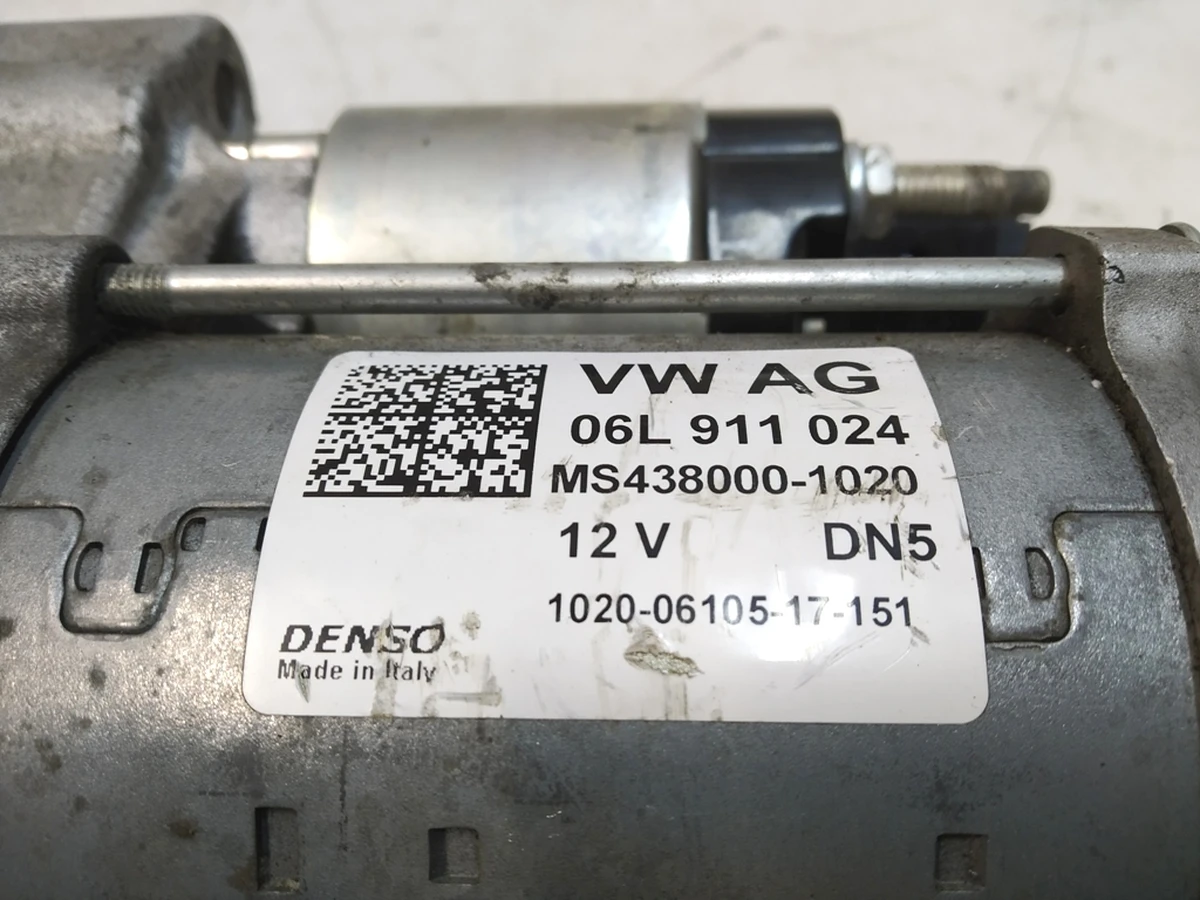 VW AG
06L 911 024
MS438000-1020
12 V DN5
1020-06105-17-151
DENSO
Made in Italy